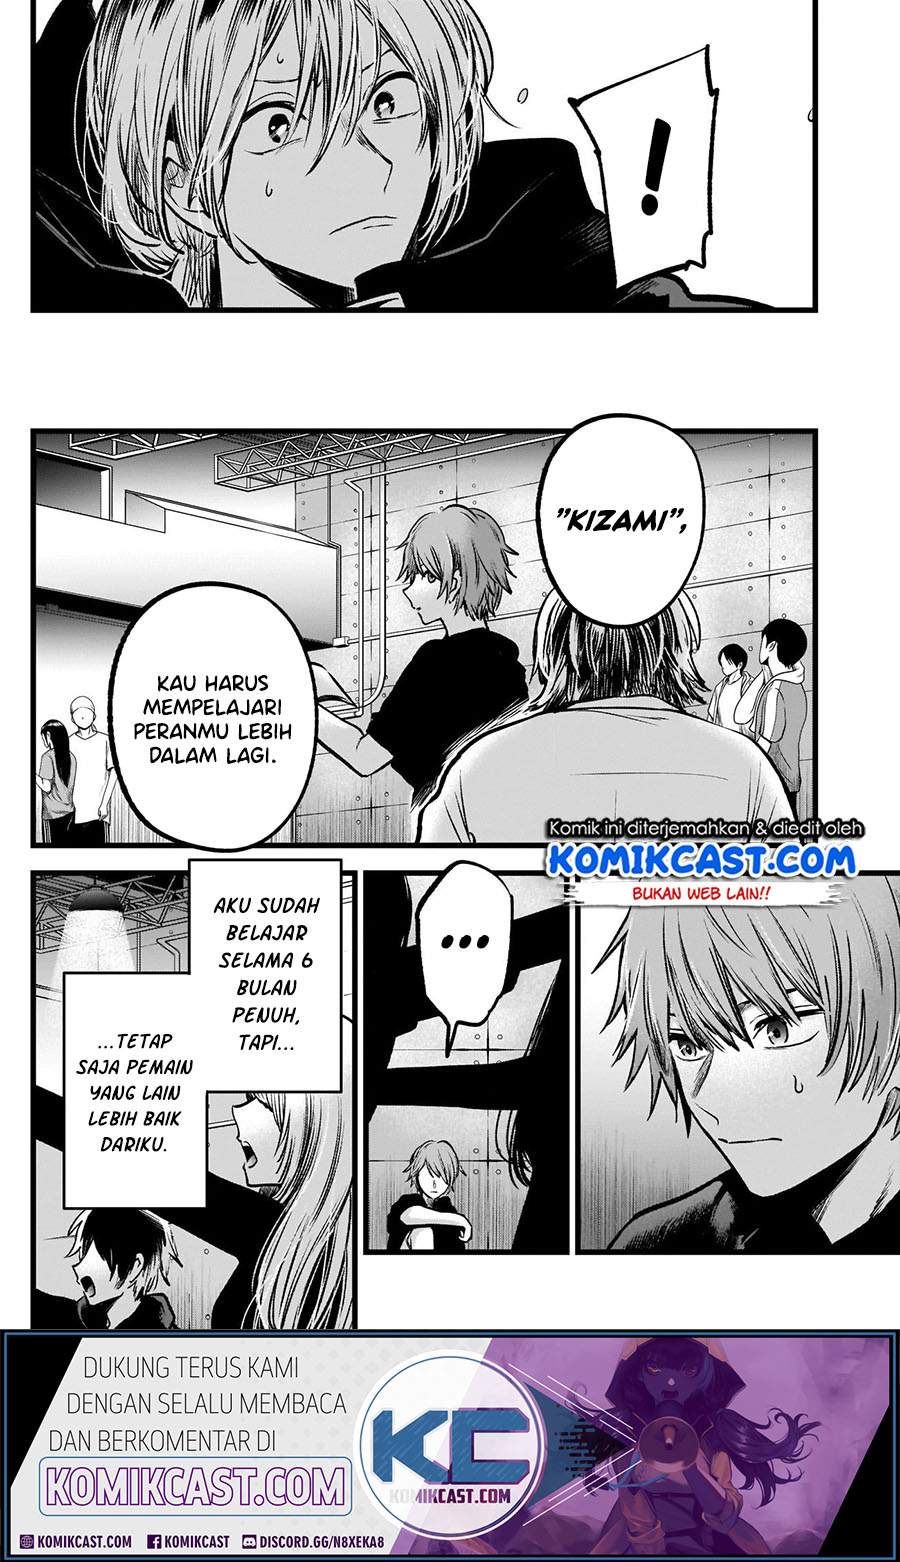 !
"KIZAMI",
KAU HARUS
MEMPELAJARI
PERANMU LEBIH
DALAM LAGI.
Komik ini diterjemahkan & diedit oleh
KOMIKCAST.COM
BUKAN WEB LAIN!!
...
AKU SUDAH
BELAJAR
SELAMA 6
BULAN
PENUH,
TAPI...
...TETAP
SAJA PEMAIN
YANG LAIN
LEBIH BAIK
DARIKU.
DUKUNG TERUS KAMI
DENGAN SELALU MEMBACA
DAN BERKOMENTAR DI
KOMIKCAST.COM
KC
KOMIKCAST.COM
KOMIKCAST.COM KOMIKCAST.COM DISCORD.GG/N8XEKA8